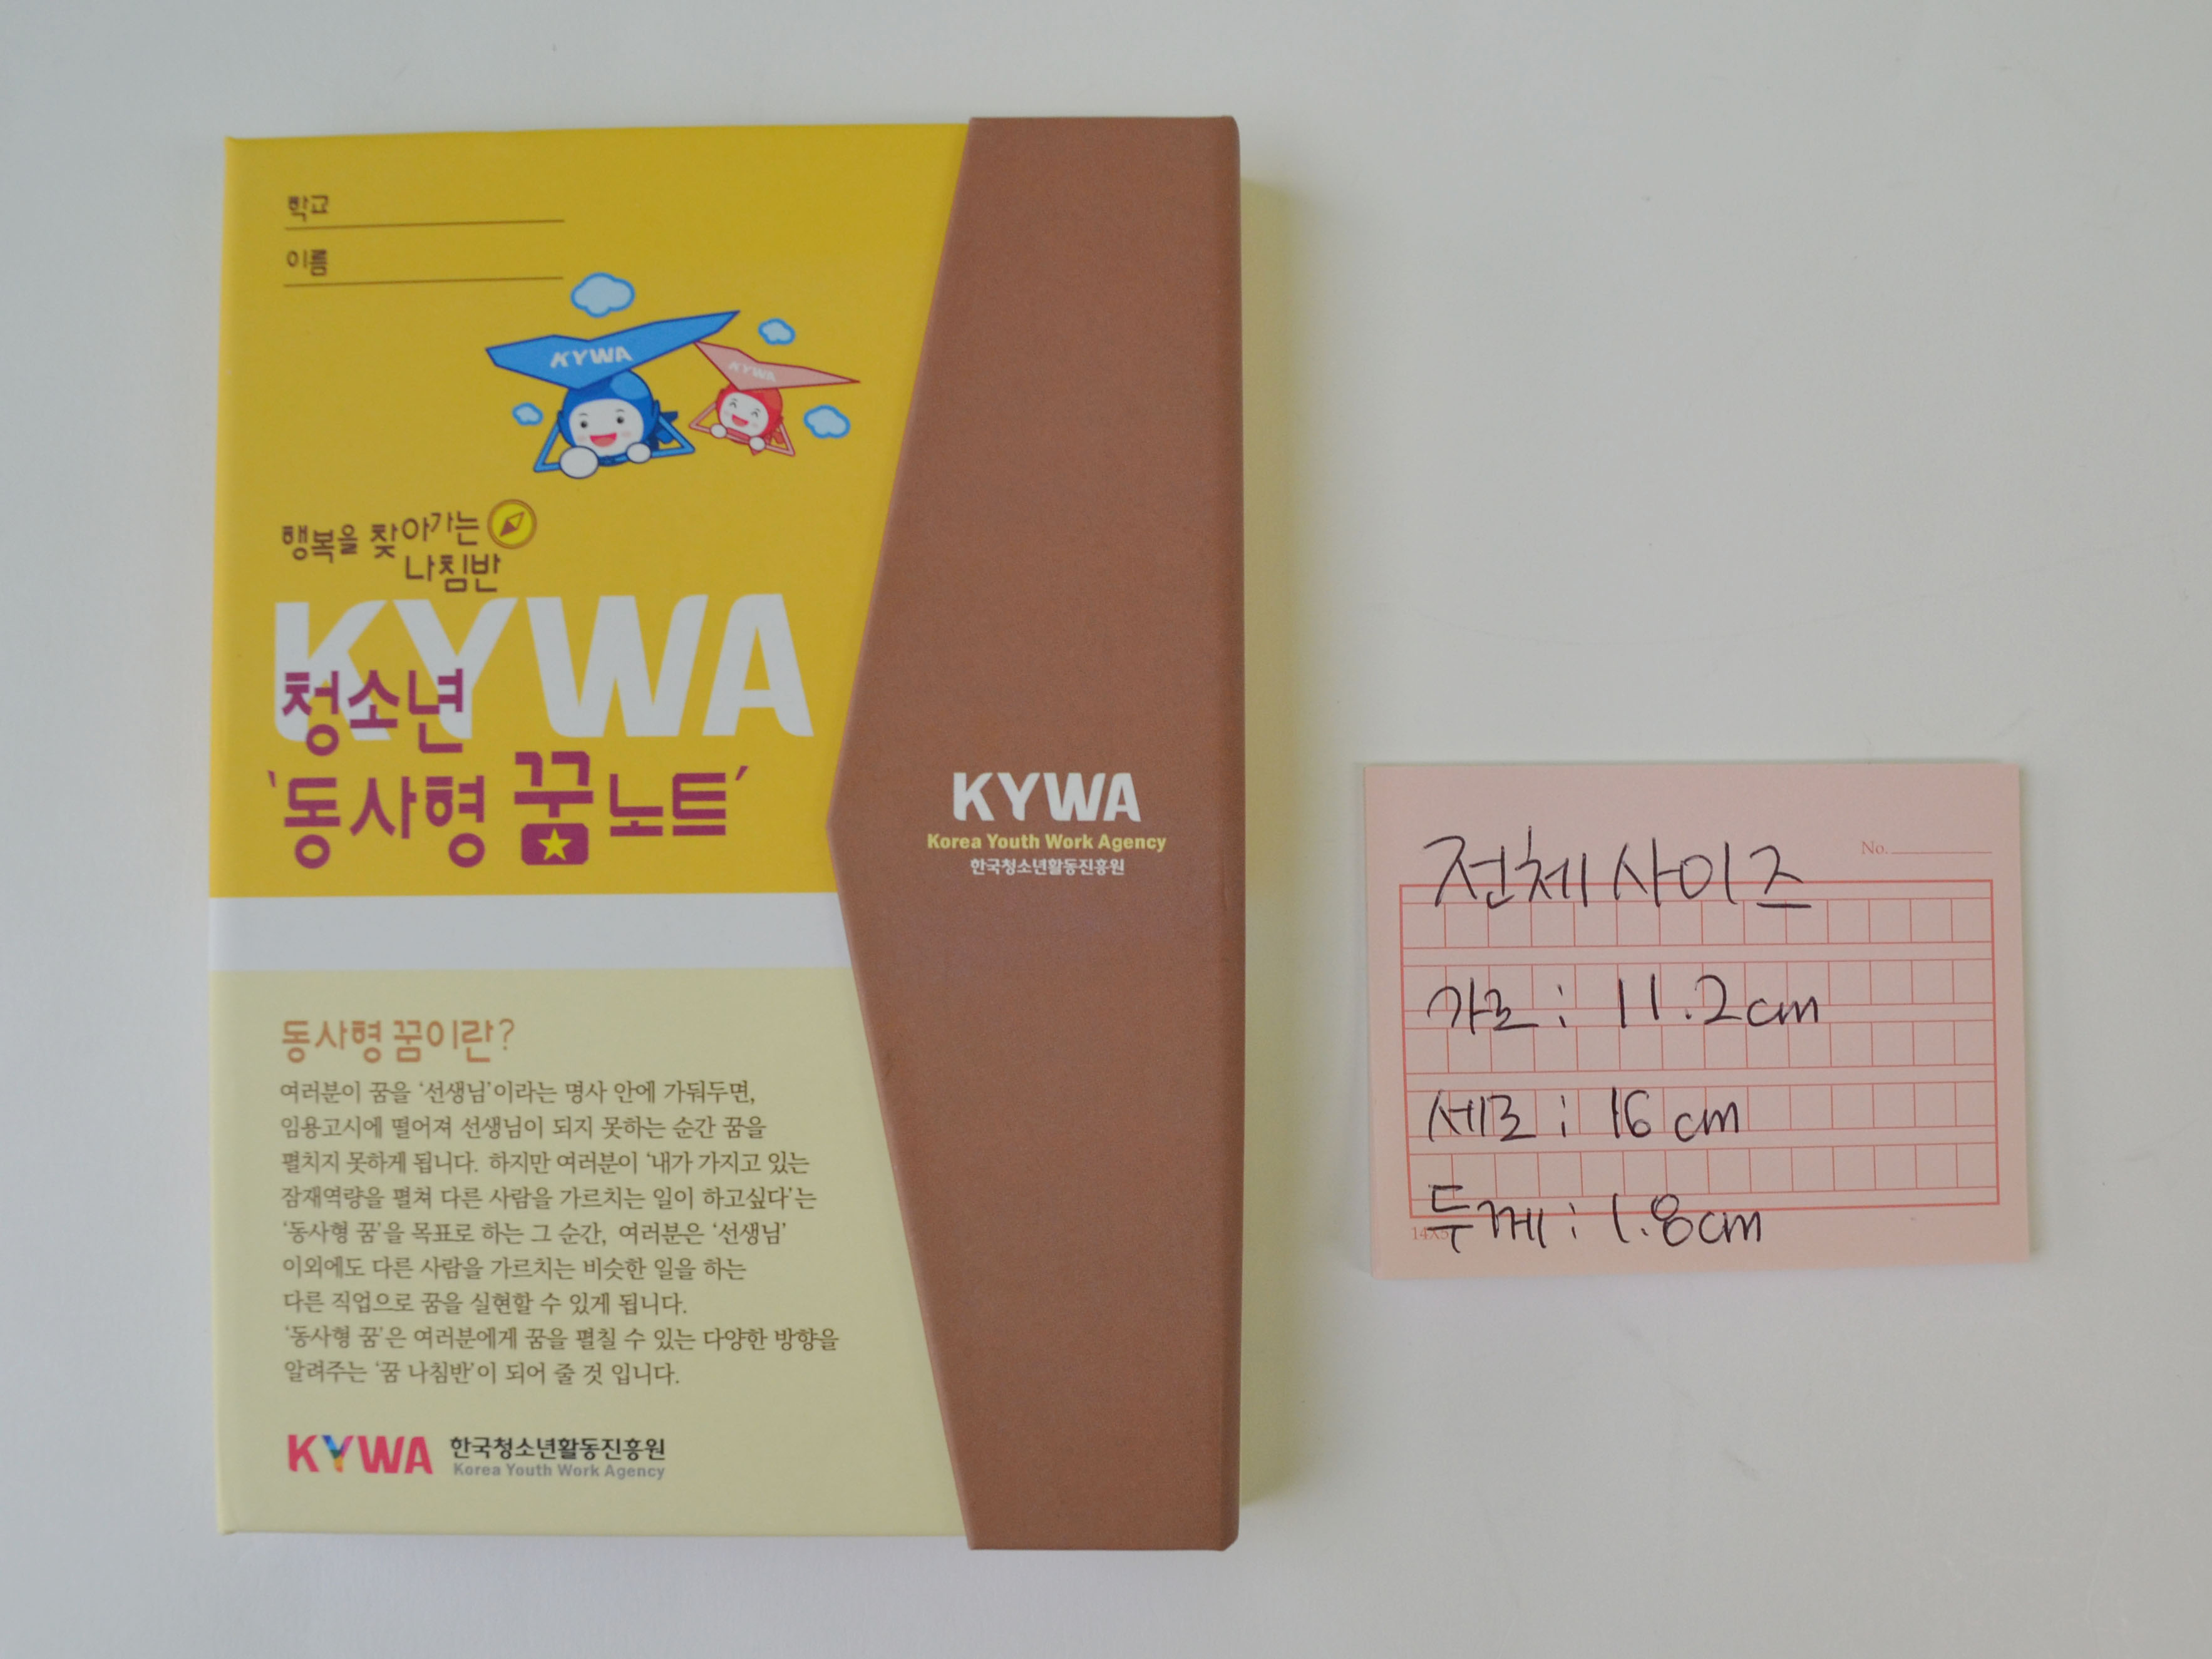 학교
이름
KYWA
KYWA
행복을 찾아가는
나침반
KYWA
청소년
'동사형 꿈노트'
동사형 꿈이란?
여러분이 꿈을 '선생님'이라는 명사 안에 가둬두면,
임용고시에 떨어져 선생님이 되지 못하는 순간 꿈을
펼치지 못하게 됩니다. 하지만 여러분이 '내가 가지고 있는
잠재역량을 펼쳐 다른 사람을 가르치는 일이 하고싶다'는
'동사형 꿈'을 목표로 하는 그 순간, 여러분은 '선생님'
이외에도 다른 사람을 가르치는 비슷한 일을 하는
다른 직업으로 꿈을 실현할 수 있게 됩니다.
'동사형 꿈'은 여러분에게 꿈을 펼칠 수 있는 다양한 방향을
알려주는 '꿈 나침반'이 되어 줄 것 입니다.
KYWA 한국청소년활동진흥원
Korea Youth Work Agency
KYWA
Korea Youth Work Agency
한국청소년활동진흥원
No.
전체 사이즈
가로 : 11.2cm
세로 : 16 cm
두께 : 1.8cm